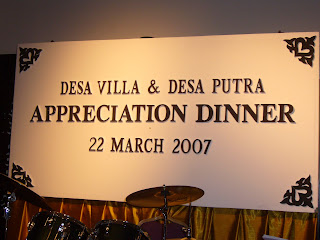 DESA VILLA & DESA PUTRA
APPRECIATION DINNER
22 MARCH 2007